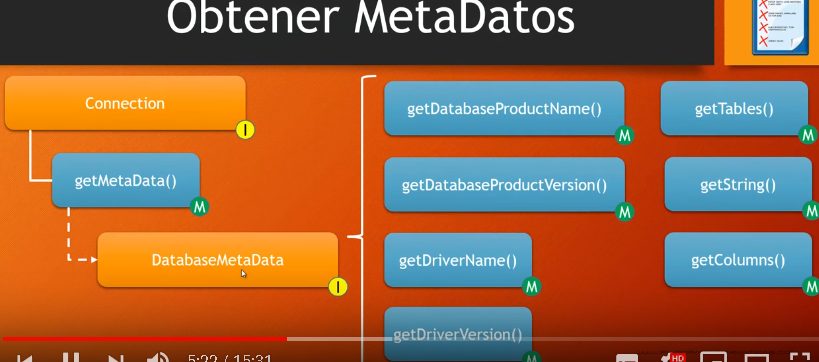 Obtener MetaDatos
Connection
I
getMetaData()
M
DatabaseMetaData
I
getDatabaseProductName()
M
getDatabaseProductVersion()
M
getDriverName()
M
getDriverVersion()
M
getTables()
M
getString()
M
getColumns()
M
5:22 / 15:31
HD